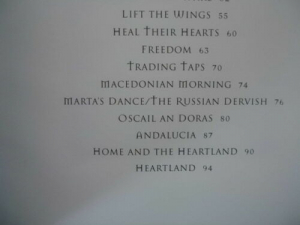 Lift the Wings 55
Heal Their Hearts 60
Freedom 63
Trading Taps 70
Macedonian Morning 74
Marta's Dance/The Russian Dervish 76
Oscail an Doras 80
Andalucia 87
Home and the Heartland 90
Heartland 94